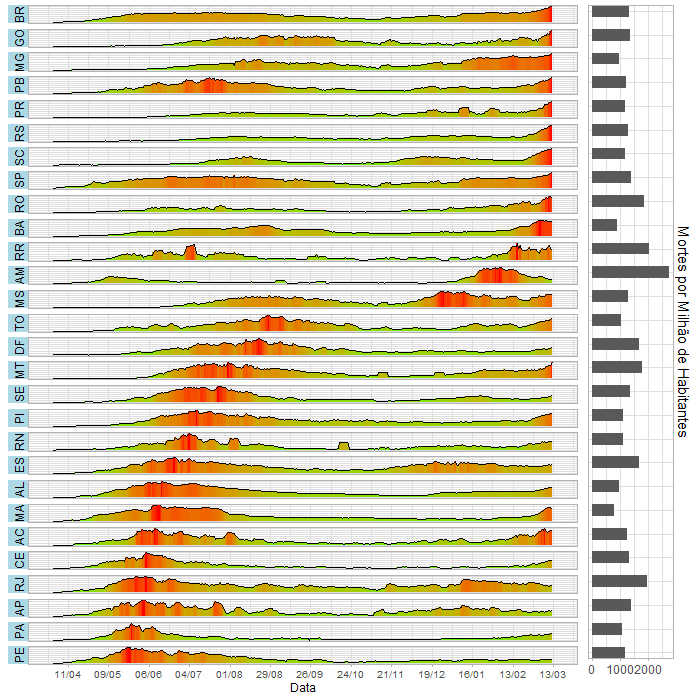 BR
GO
MG
PB
PR
RS
SC
SP
RO
BA
RR
AM
MS
TO
DF
MT
SE
PI
RN
ES
AL
MA
AC
CE
RJ
AP
PA
PE
11/04 09/05 06/06 04/07 01/08 29/08 26/09 24/10 21/11 19/12 16/01 13/02 13/03
Data
0 1000 2000
Mortes por Milhão de Habitantes